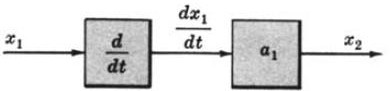 x₁
d/dt
dx₁/dt
a₁
x₂